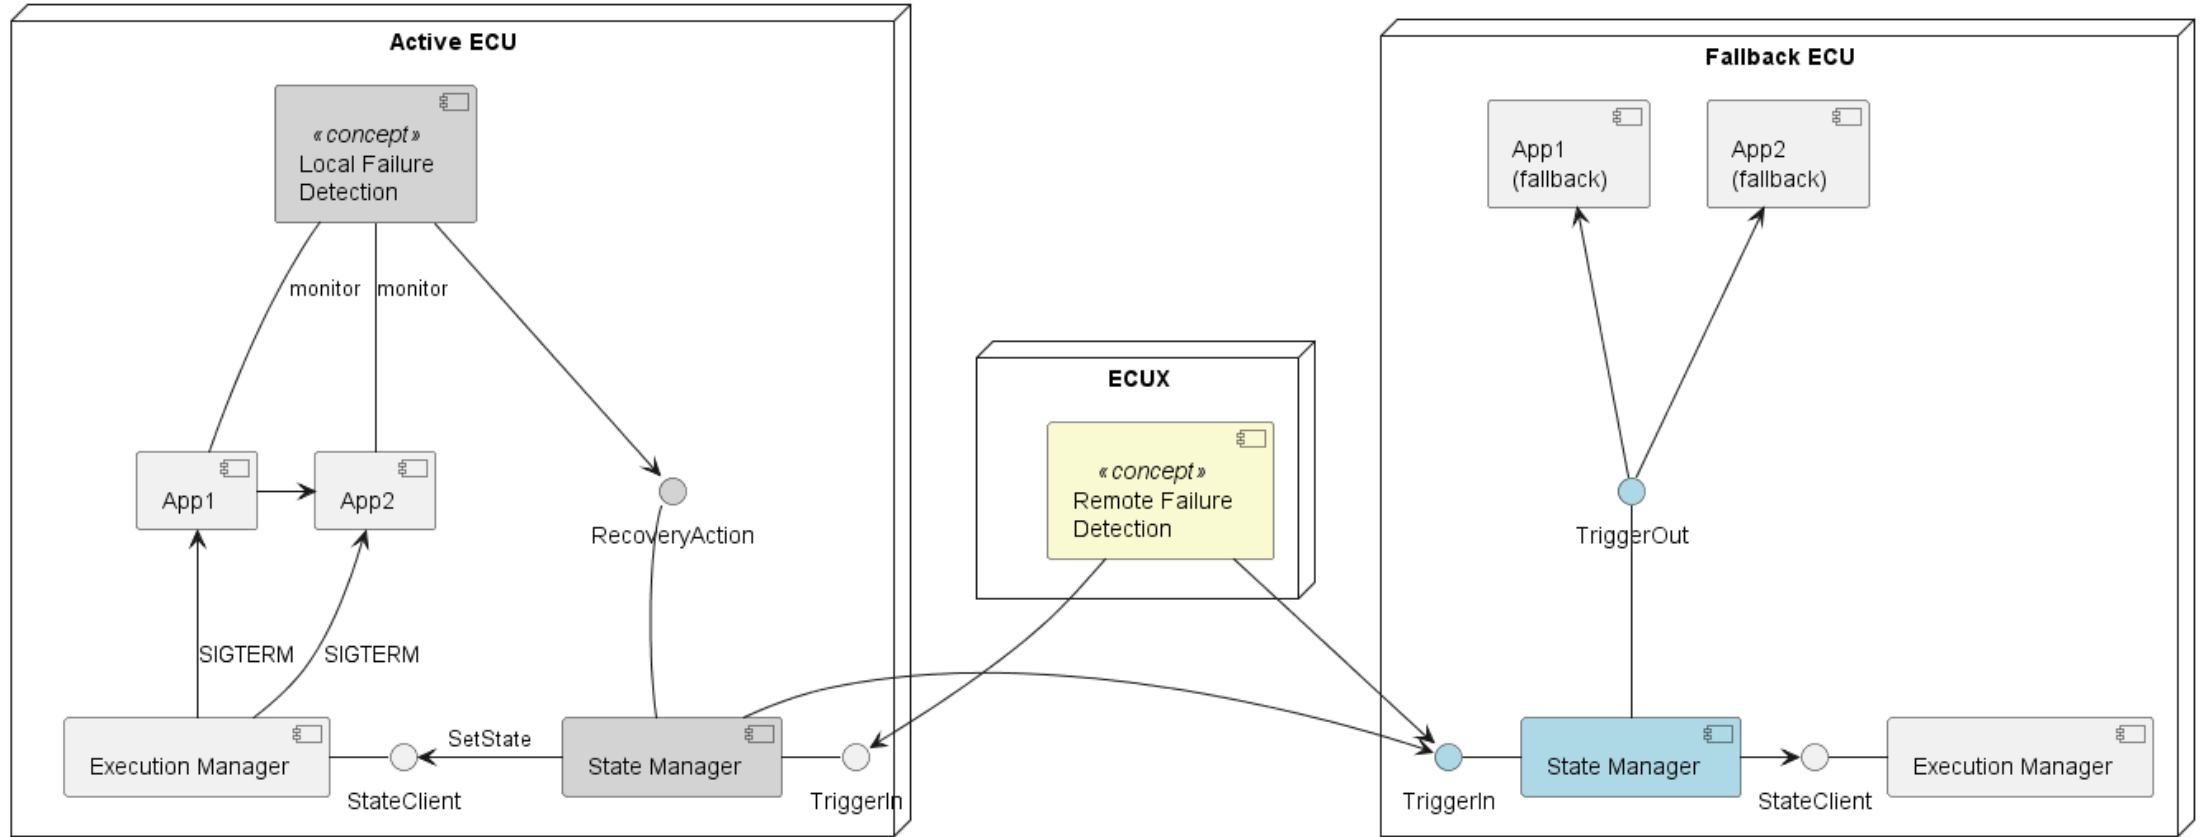 Active ECU
«concept»
Local Failure
Detection
monitor
monitor
App1
App2
RecoveryAction
SIGTERM
SIGTERM
Execution Manager
StateClient
SetState
State Manager
TriggerIn
ECUX
«concept»
Remote Failure
Detection
Fallback ECU
App1
(fallback)
App2
(fallback)
TriggerOut
TriggerIn
State Manager
StateClient
Execution Manager